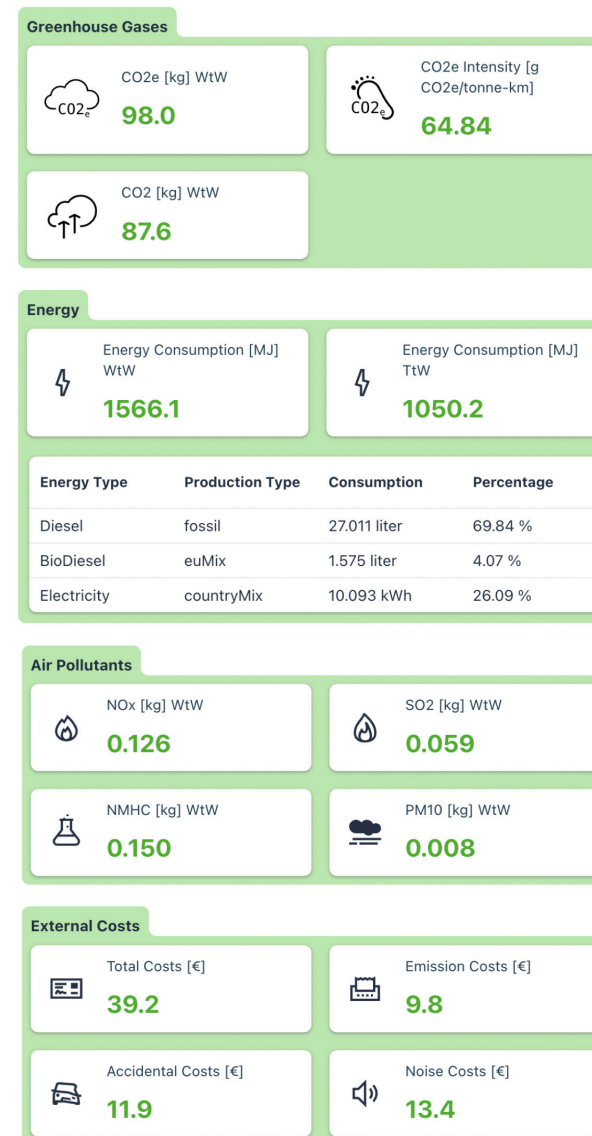 Greenhouse Gases
CO2e [kg] WtW
98.0
CO2e
CO2e Intensity [g
CO2e/tonne-km]
64.84
CO2e
CO2 [kg] WtW
87.6
Energy
Energy Consumption [MJ]
WtW
1566.1
Energy Consumption [MJ]
TtW
1050.2
Energy Type Production Type Consumption Percentage
Diesel fossil 27.011 liter 69.84 %
BioDiesel euMix 1.575 liter 4.07 %
Electricity countryMix 10.093 kWh 26.09 %
Air Pollutants
NOx [kg] WtW
0.126
SO2 [kg] WtW
0.059
NMHC [kg] WtW
0.150
PM10 [kg] WtW
0.008
External Costs
Total Costs [€]
39.2
Emission Costs [€]
9.8
Accidental Costs [€]
11.9
Noise Costs [€]
13.4